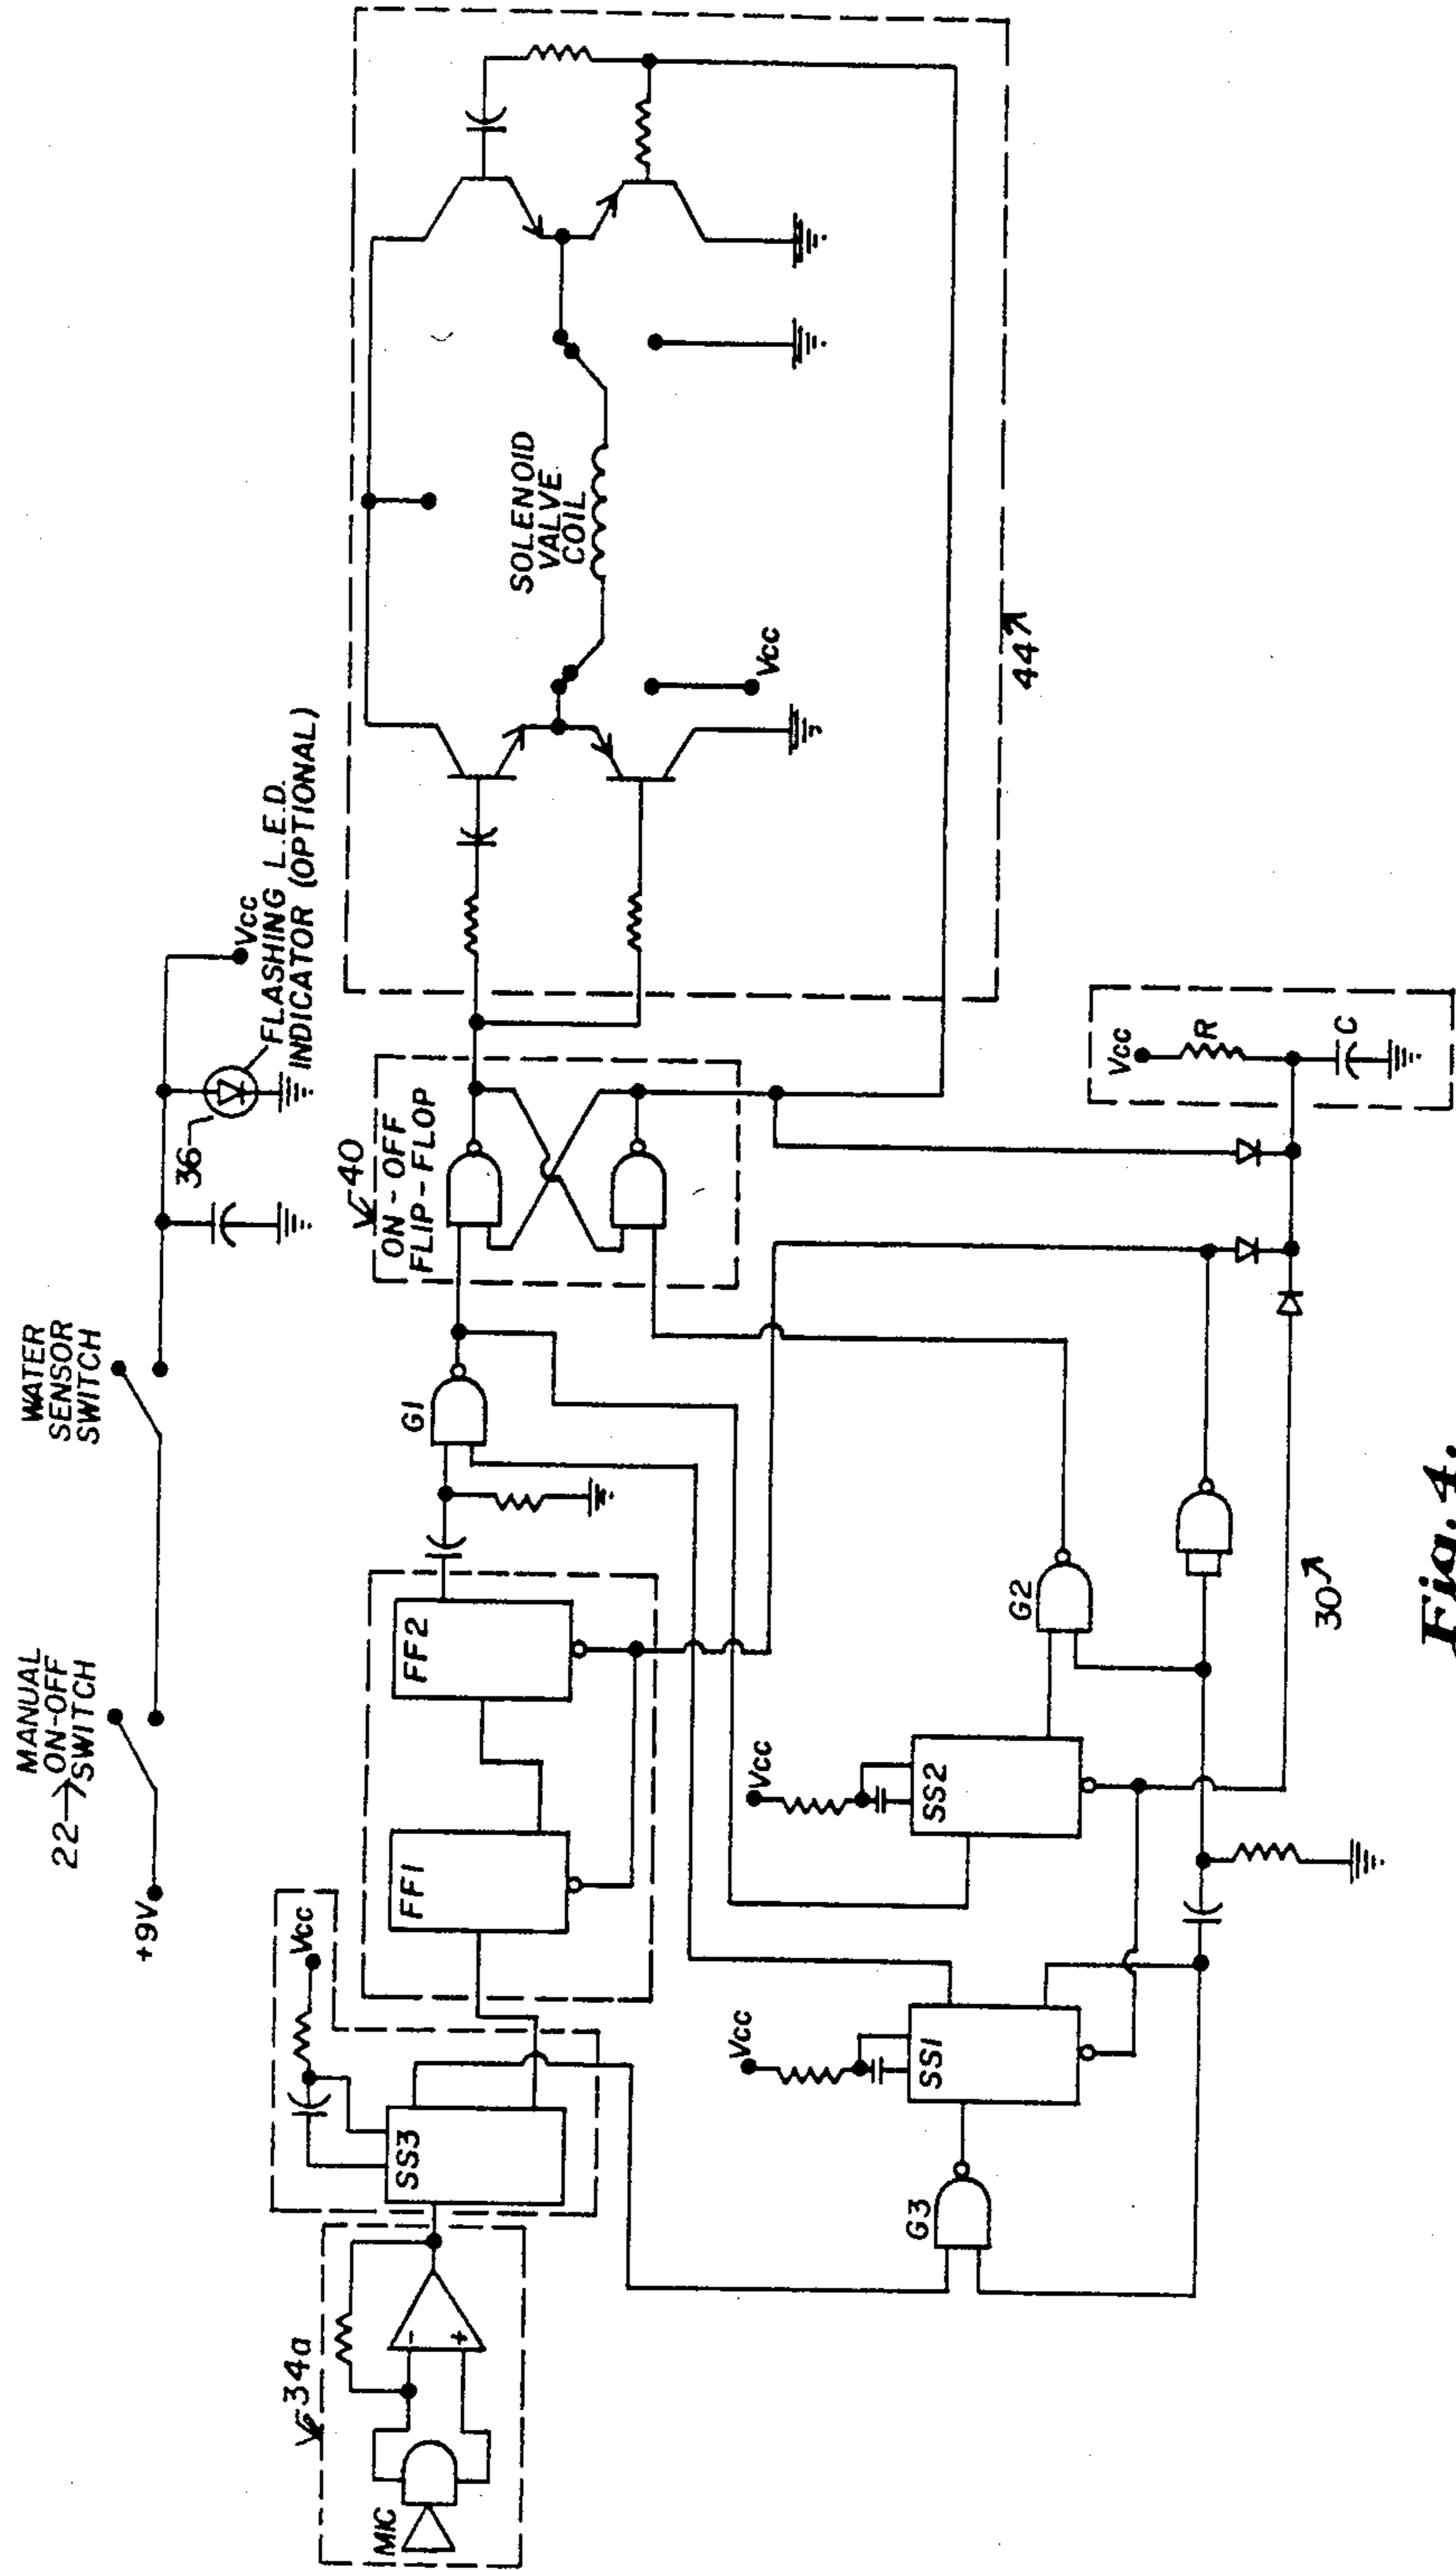 MANUAL
ON-OFF
22→SWITCH
+9V
WATER
SENSOR
SWITCH
36
Vcc
FLASHING L.E.D.
INDICATOR (OPTIONAL)
34a
MIC
-
+
SS3
Vcc
FF1
FF2
G1
40
ON-OFF
FLIP-FLOP
SOLENOID
VALVE
COIL
Vcc
44
G3
Vcc
SS1
Vcc
SS2
G2
Vcc
R
C
30
Fig. 4.